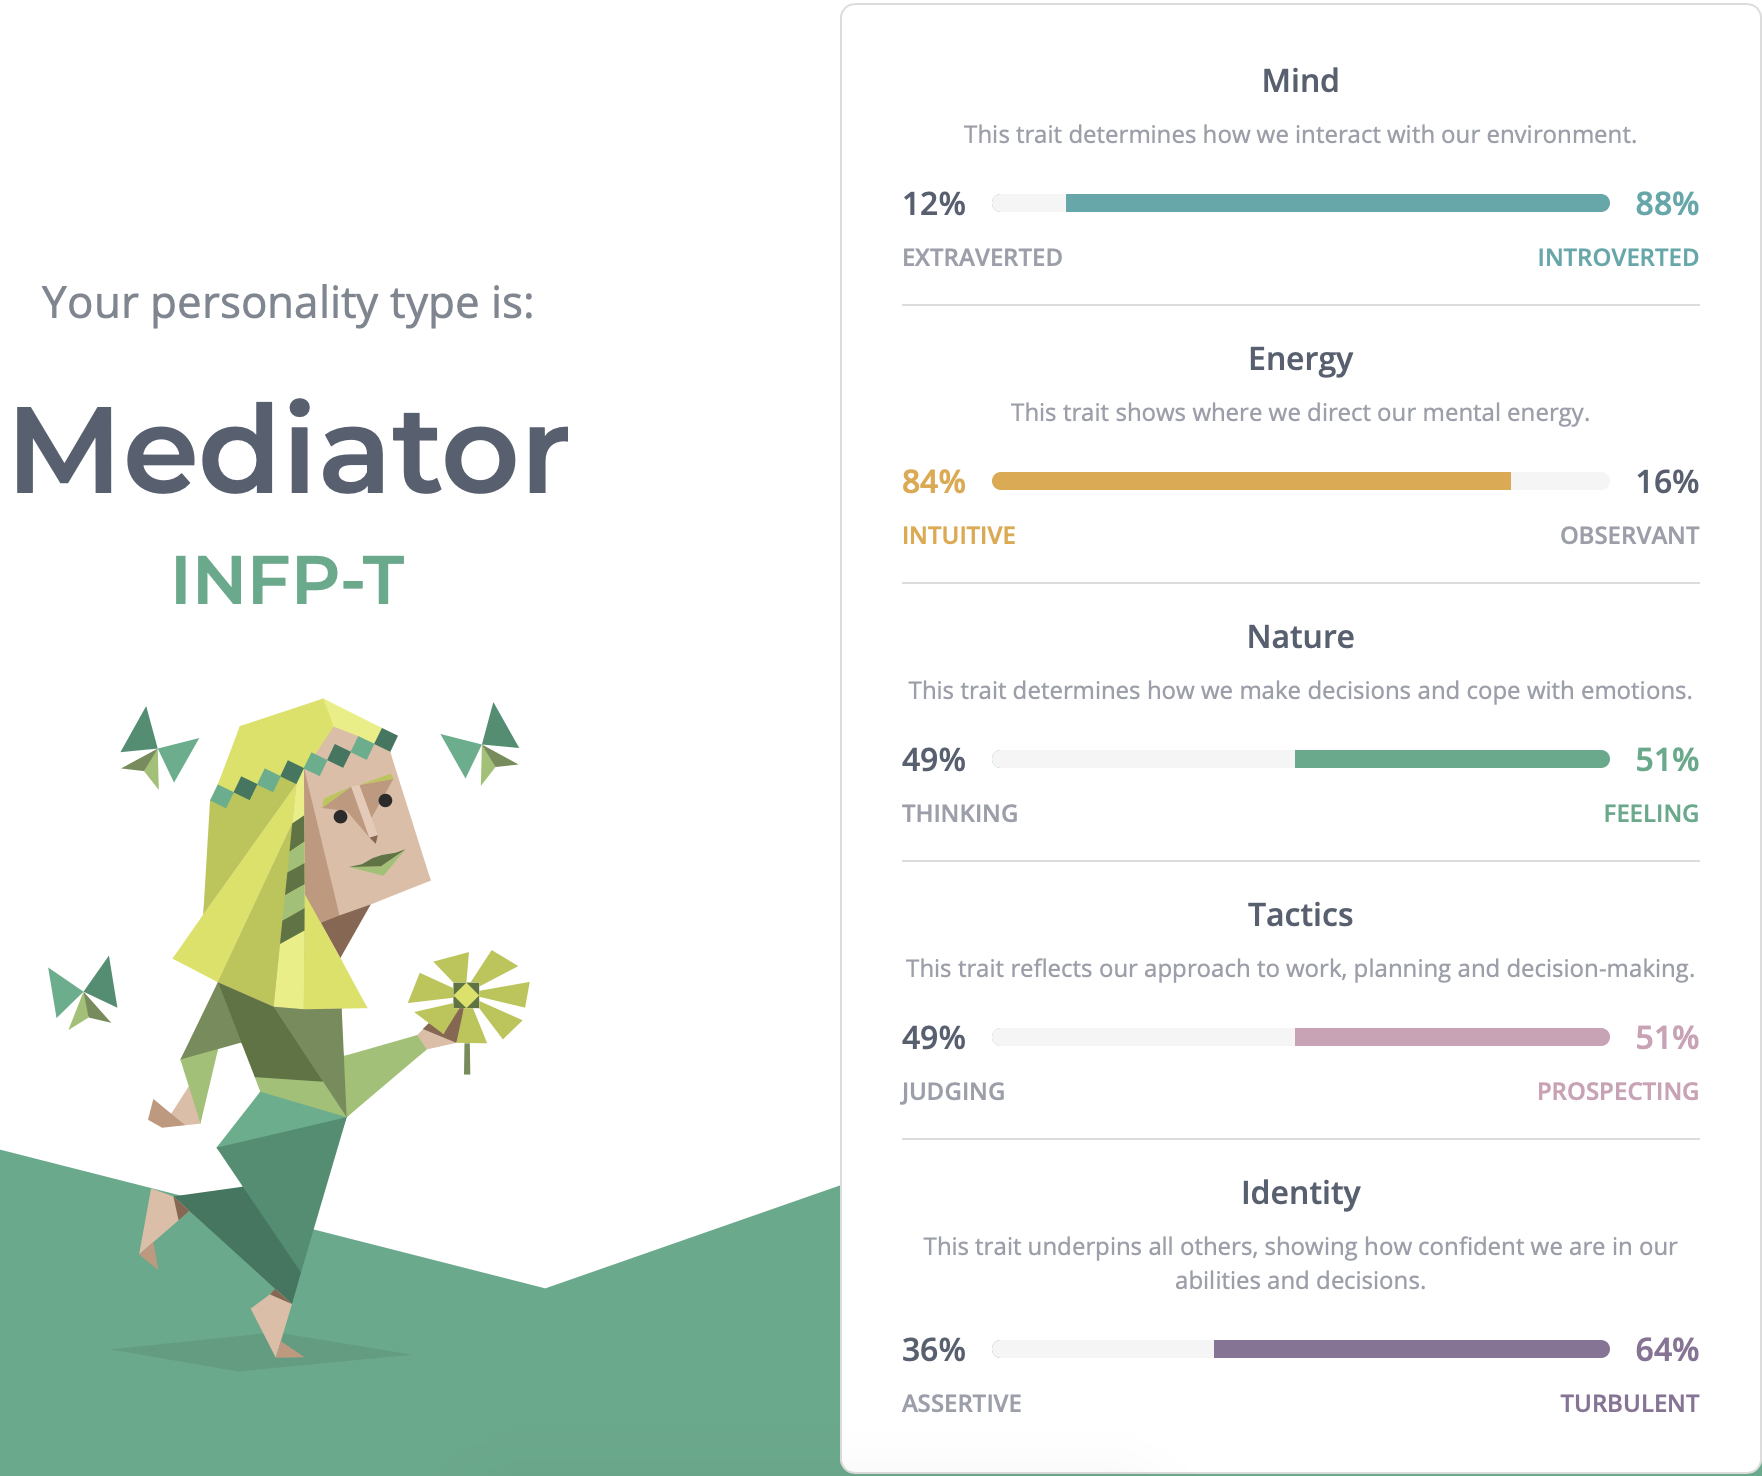 Your personality type is:
Mediator
INFP-T
Mind
This trait determines how we interact with our environment.
12% 88%
EXTRAVERTED INTROVERTED
Energy
This trait shows where we direct our mental energy.
84% 16%
INTUITIVE OBSERVANT
Nature
This trait determines how we make decisions and cope with emotions.
49% 51%
THINKING FEELING
Tactics
This trait reflects our approach to work, planning and decision-making.
49% 51%
JUDGING PROSPECTING
Identity
This trait underpins all others, showing how confident we are in our
abilities and decisions.
36% 64%
ASSERTIVE TURBULENT